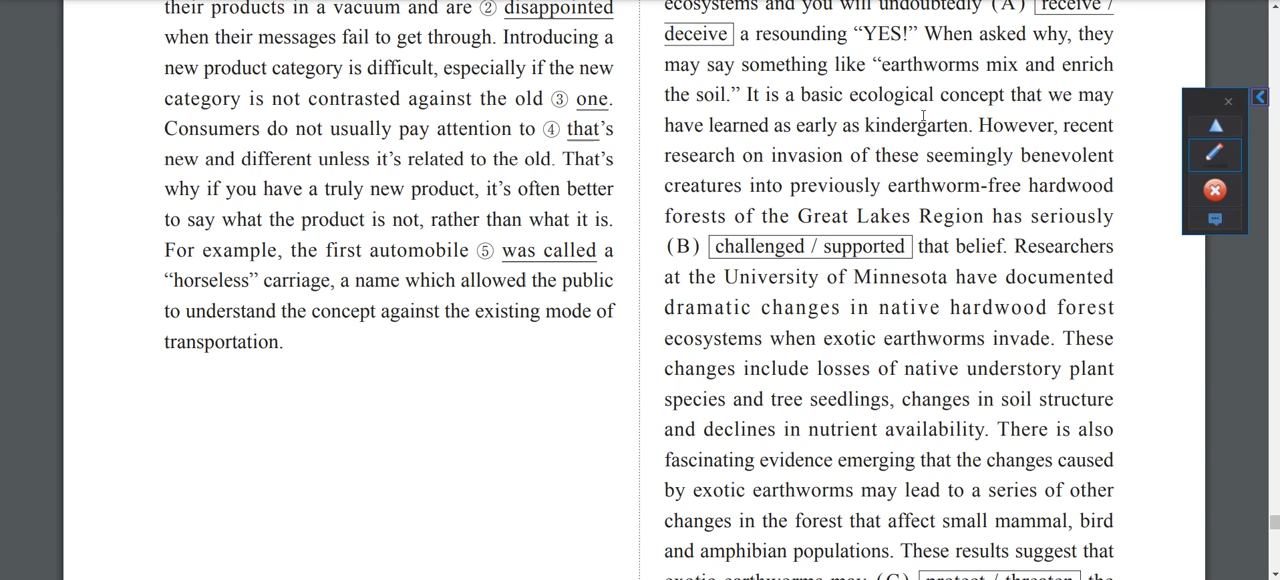 their products in a vacuum and are ② disappointed
when their messages fail to get through. Introducing a
new product category is difficult, especially if the new
category is not contrasted against the old ③ one.
Consumers do not usually pay attention to ④ that's
new and different unless it's related to the old. That's
why if you have a truly new product, it's often better
to say what the product is not, rather than what it is.
For example, the first automobile ⑤ was called a
“horseless” carriage, a name which allowed the public
to understand the concept against the existing mode of
transportation.
ecosystems and you will undoubtedly (A) receive /
deceive a resounding “YES!” When asked why, they
may say something like “earthworms mix and enrich
the soil.” It is a basic ecological concept that we may
have learned as early as kindergarten. However, recent
research on invasion of these seemingly benevolent
creatures into previously earthworm-free hardwood
forests of the Great Lakes Region has seriously
(B) challenged / supported that belief. Researchers
at the University of Minnesota have documented
dramatic changes in native hardwood forest
ecosystems when exotic earthworms invade. These
changes include losses of native understory plant
species and tree seedlings, changes in soil structure
and declines in nutrient availability. There is also
fascinating evidence emerging that the changes caused
by exotic earthworms may lead to a series of other
changes in the forest that affect small mammal, bird
and amphibian populations. These results suggest that
exotic earthworms may (C) protect / threaten the